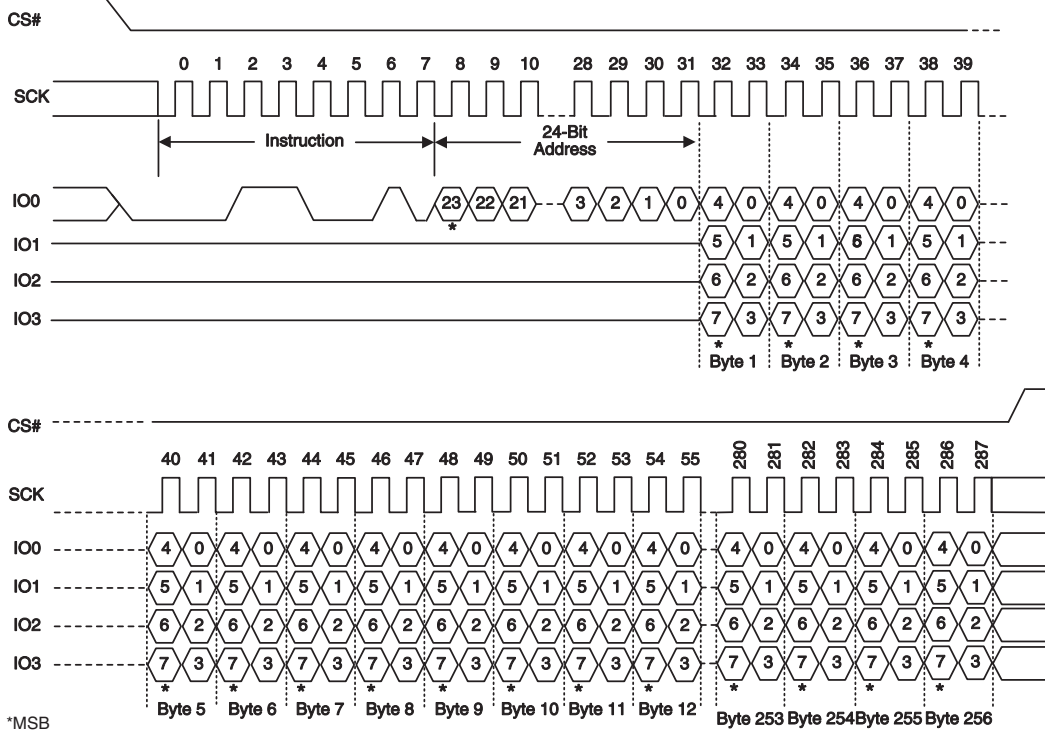 CS#
0 1 2 3 4 5 6 7 8 9 10 28 29 30 31 32 33 34 35 36 37 38 39
SCK
Instruction
24-Bit
Address
IO0 23 22 21 3 2 1 0 4 0 4 0 4 0 4 0
*
IO1 5 1 5 1 6 1 5 1
IO2 6 2 6 2 6 2 6 2
IO3 7 3 7 3 7 3 7 3
* * * *
Byte 1 Byte 2 Byte 3 Byte 4
CS#
40 41 42 43 44 45 46 47 48 49 50 51 52 53 54 55 280 281 282 283 284 285 286 287
SCK
IO0 4 0 4 0 4 0 4 0 4 0 4 0 4 0 4 0 4 0 4 0 4 0 4 0
IO1 5 1 5 1 5 1 5 1 5 1 5 1 5 1 5 1 5 1 5 1 5 1 5 1
IO2 6 2 6 2 6 2 6 2 6 2 6 2 6 2 6 2 6 2 6 2 6 2 6 2
IO3 7 3 7 3 7 3 7 3 7 3 7 3 7 3 7 3 7 3 7 3 7 3 7 3
* * * * * * * * * * * *
Byte 5 Byte 6 Byte 7 Byte 8 Byte 9 Byte 10 Byte 11 Byte 12 Byte 253 Byte 254 Byte 255 Byte 256
*MSB